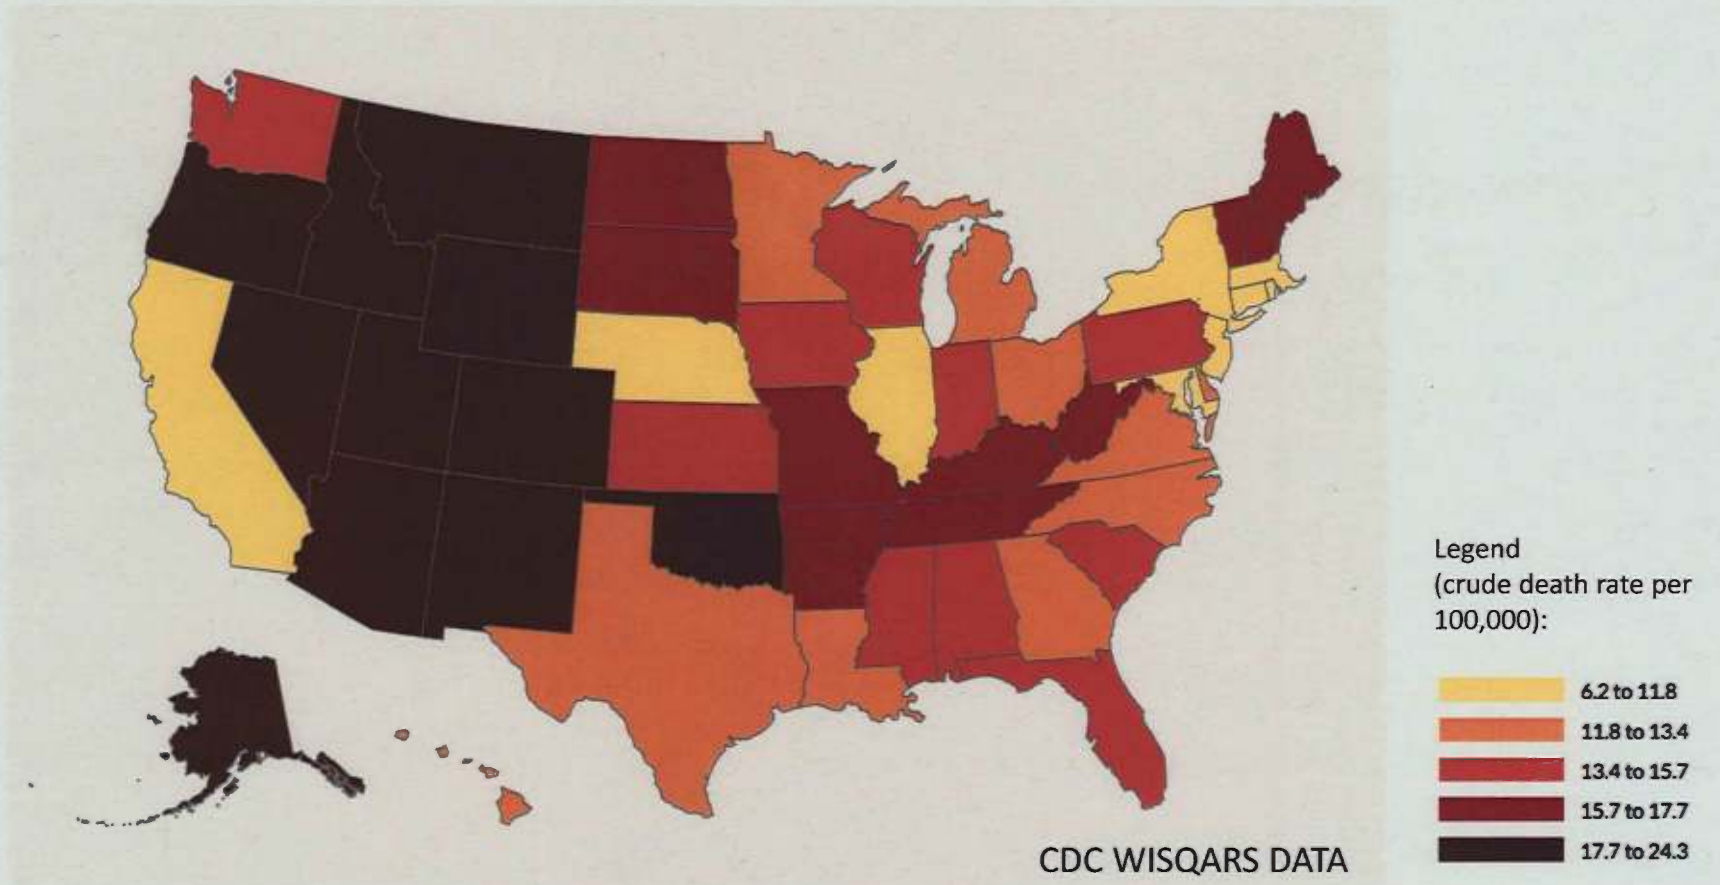 Legend
(crude death rate per
100,000):
6.2 to 11.8
11.8 to 13.4
13.4 to 15.7
15.7 to 17.7
17.7 to 24.3
CDC WISQARS DATA